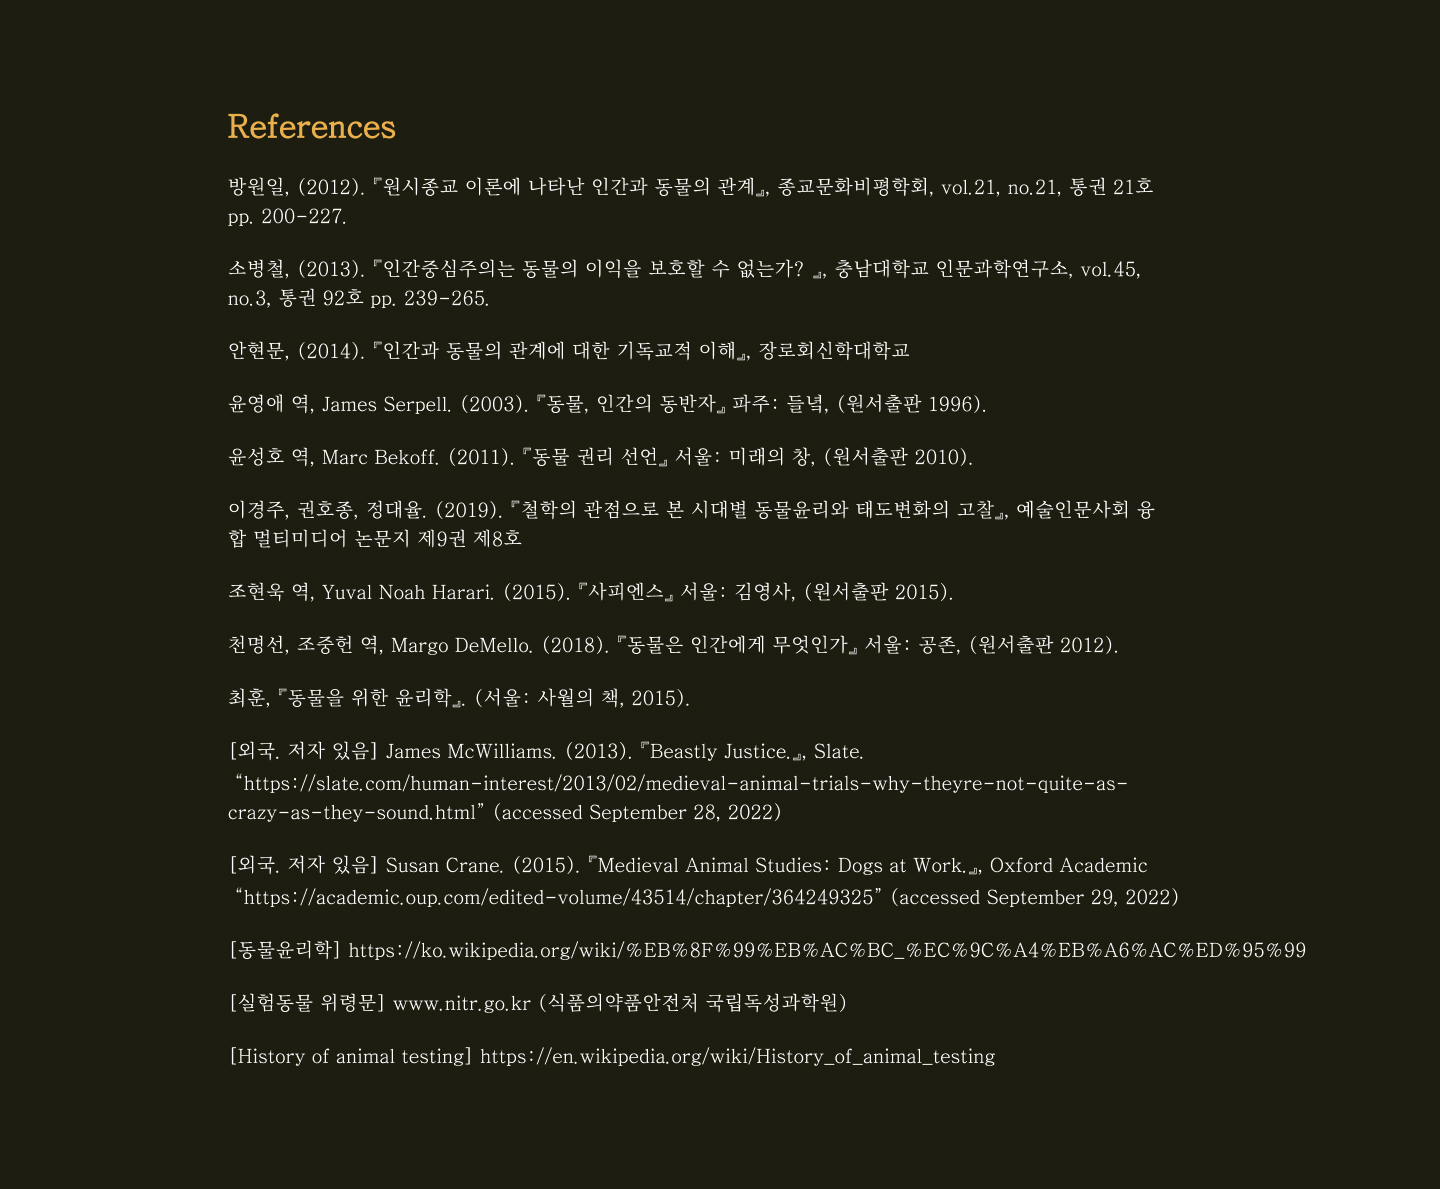 References
방원일, (2012). 『원시종교 이론에 나타난 인간과 동물의 관계』, 종교문화비평학회, vol.21, no.21, 통권 21호
pp. 200-227.
소병철, (2013). 『인간중심주의는 동물의 이익을 보호할 수 없는가? 』, 충남대학교 인문과학연구소, vol.45,
no.3, 통권 92호 pp. 239-265.
안현문, (2014). 『인간과 동물의 관계에 대한 기독교적 이해』, 장로회신학대학교
윤영애 역, James Serpell. (2003). 『동물, 인간의 동반자』 파주: 들녘, (원서출판 1996).
윤성호 역, Marc Bekoff. (2011). 『동물 권리 선언』 서울: 미래의 창, (원서출판 2010).
이경주, 권호종, 정대율. (2019). 『철학의 관점으로 본 시대별 동물윤리와 태도변화의 고찰』, 예술인문사회 융
합 멀티미디어 논문지 제9권 제8호
조현욱 역, Yuval Noah Harari. (2015). 『사피엔스』 서울: 김영사, (원서출판 2015).
천명선, 조중헌 역, Margo DeMello. (2018). 『동물은 인간에게 무엇인가』 서울: 공존, (원서출판 2012).
최훈, 『동물을 위한 윤리학』. (서울: 사월의 책, 2015).
[외국. 저자 있음] James McWilliams. (2013). 『Beastly Justice.』, Slate.
“https://slate.com/human-interest/2013/02/medieval-animal-trials-why-theyre-not-quite-as-
crazy-as-they-sound.html” (accessed September 28, 2022)
[외국. 저자 있음] Susan Crane. (2015). 『Medieval Animal Studies: Dogs at Work.』, Oxford Academic
“https://academic.oup.com/edited-volume/43514/chapter/364249325” (accessed September 29, 2022)
[동물윤리학] https://ko.wikipedia.org/wiki/%EB%8F%99%EB%AC%BC_%EC%9C%A4%EB%A6%AC%ED%95%99
[실험동물 위령문] www.nitr.go.kr (식품의약품안전처 국립독성과학원)
[History of animal testing] https://en.wikipedia.org/wiki/History_of_animal_testing